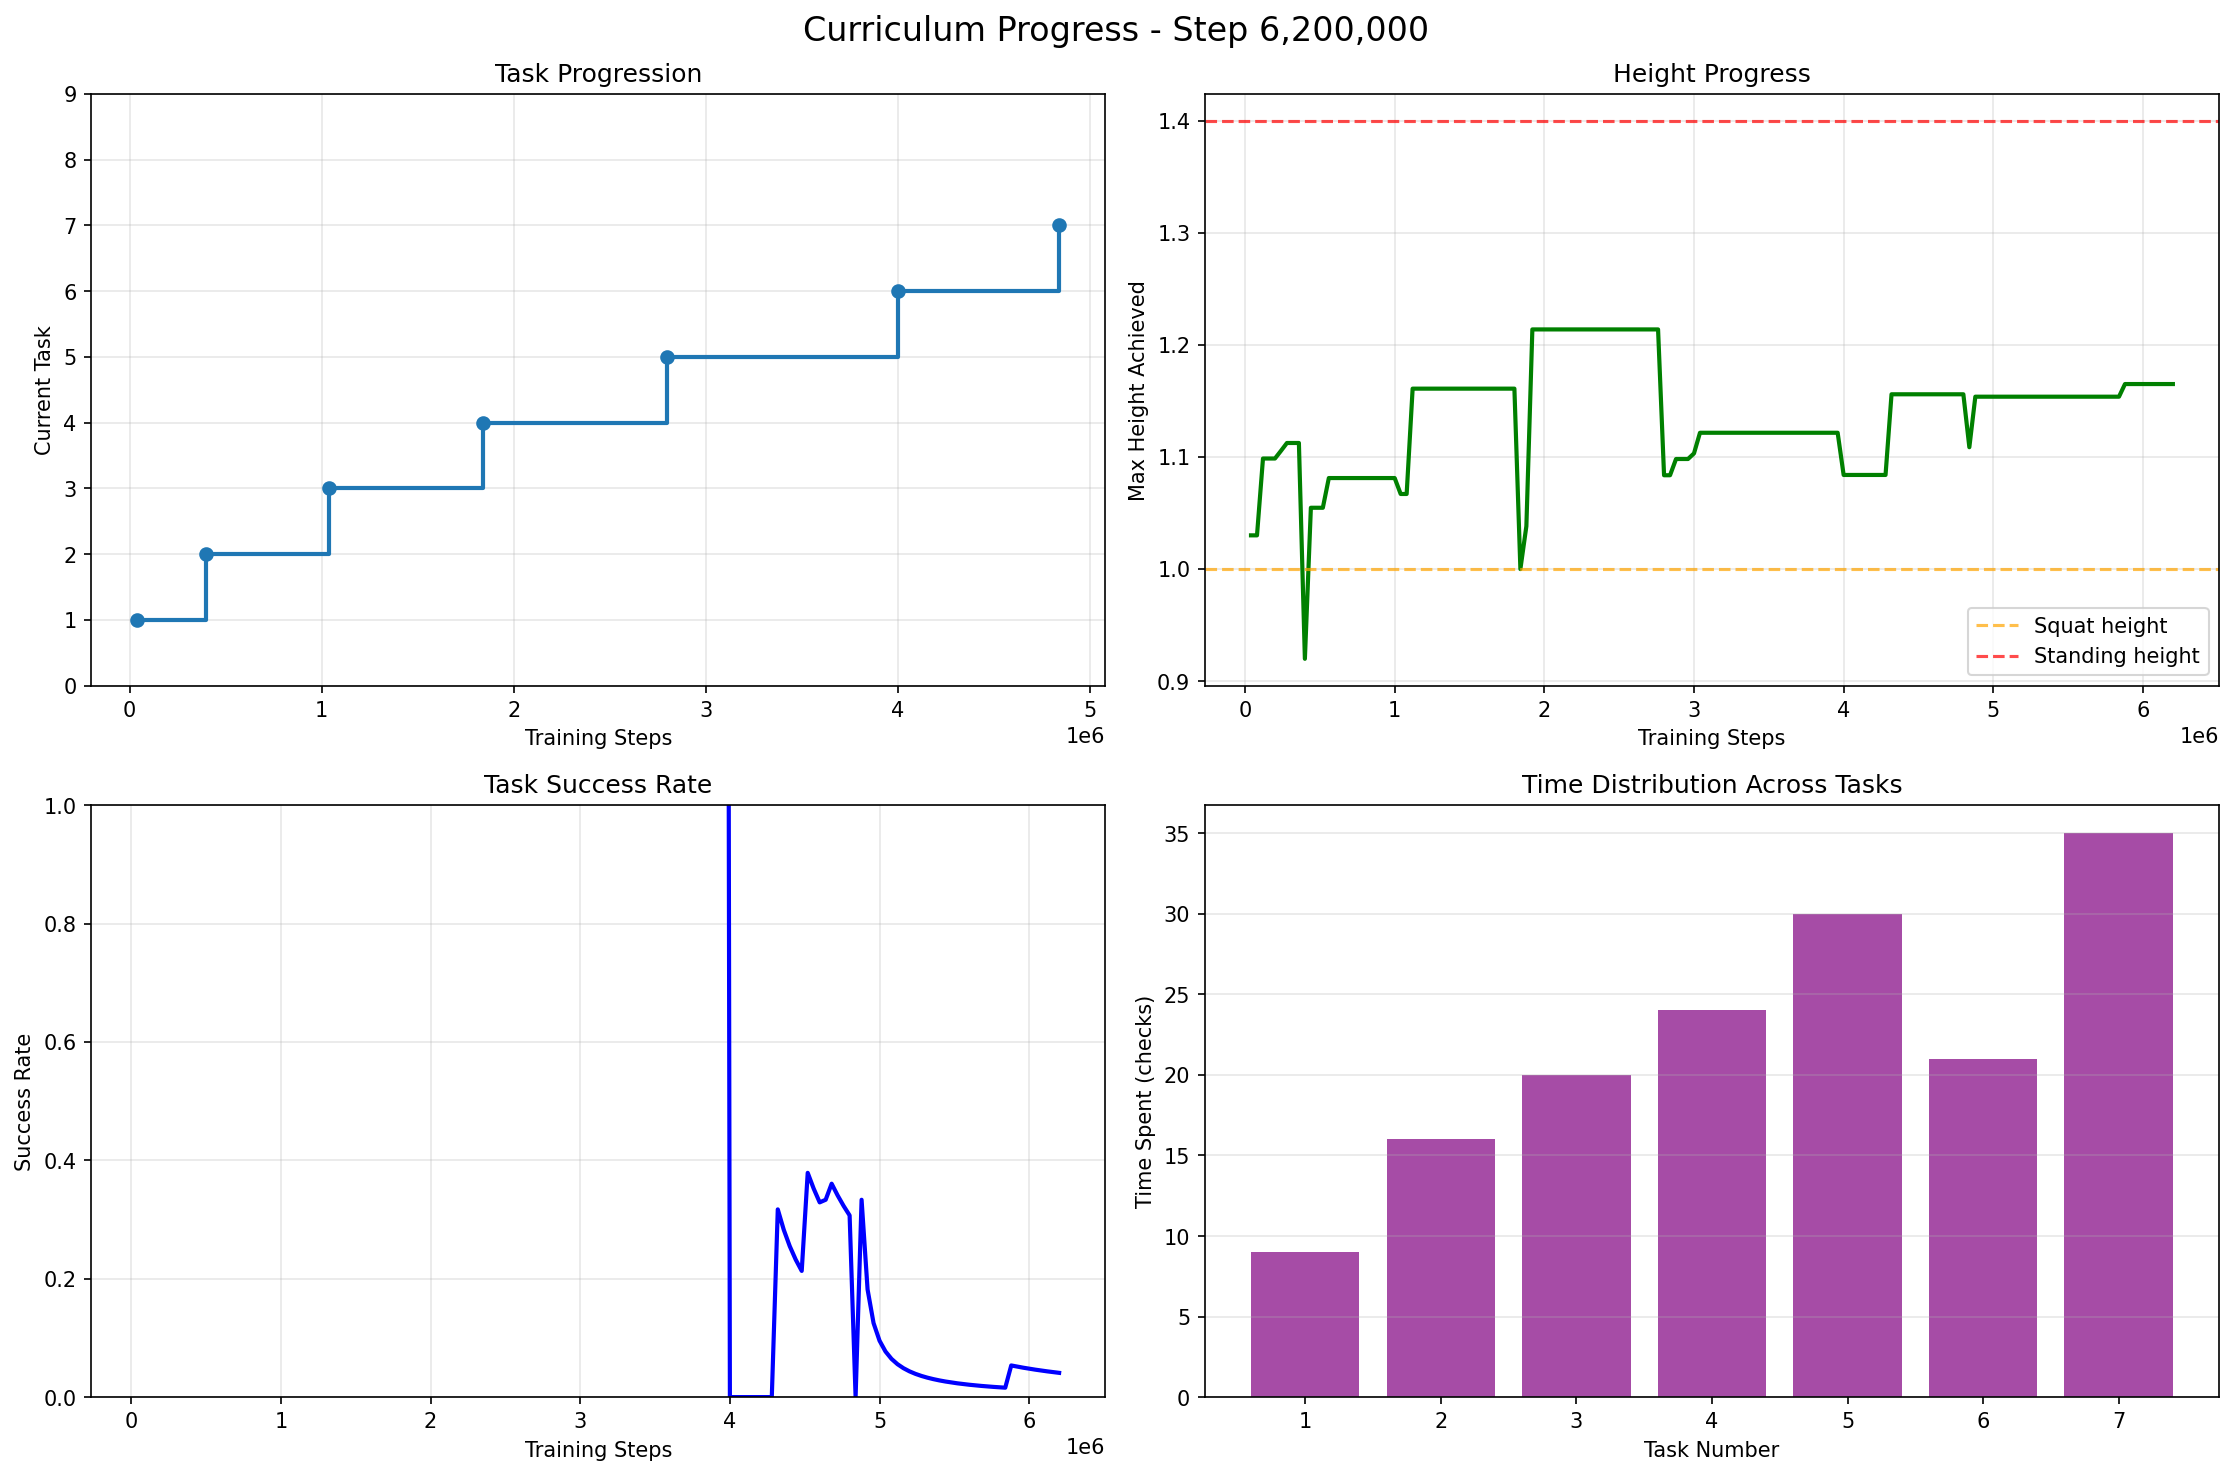 Curriculum Progress - Step 6,200,000
Task Progression
9
8
7
6
5
4
3
2
1
0
Current Task
0 1 2 3 4 5
1e6
Training Steps
Height Progress
1.4
1.3
1.2
1.1
1.0
0.9
Max Height Achieved
Squat height
Standing height
0 1 2 3 4 5 6
1e6
Training Steps
Task Success Rate
1.0
0.8
0.6
0.4
0.2
0.0
Success Rate
0 1 2 3 4 5 6
1e6
Training Steps
Time Distribution Across Tasks
35
30
25
20
15
10
5
0
Time Spent (checks)
1 2 3 4 5 6 7
Task Number